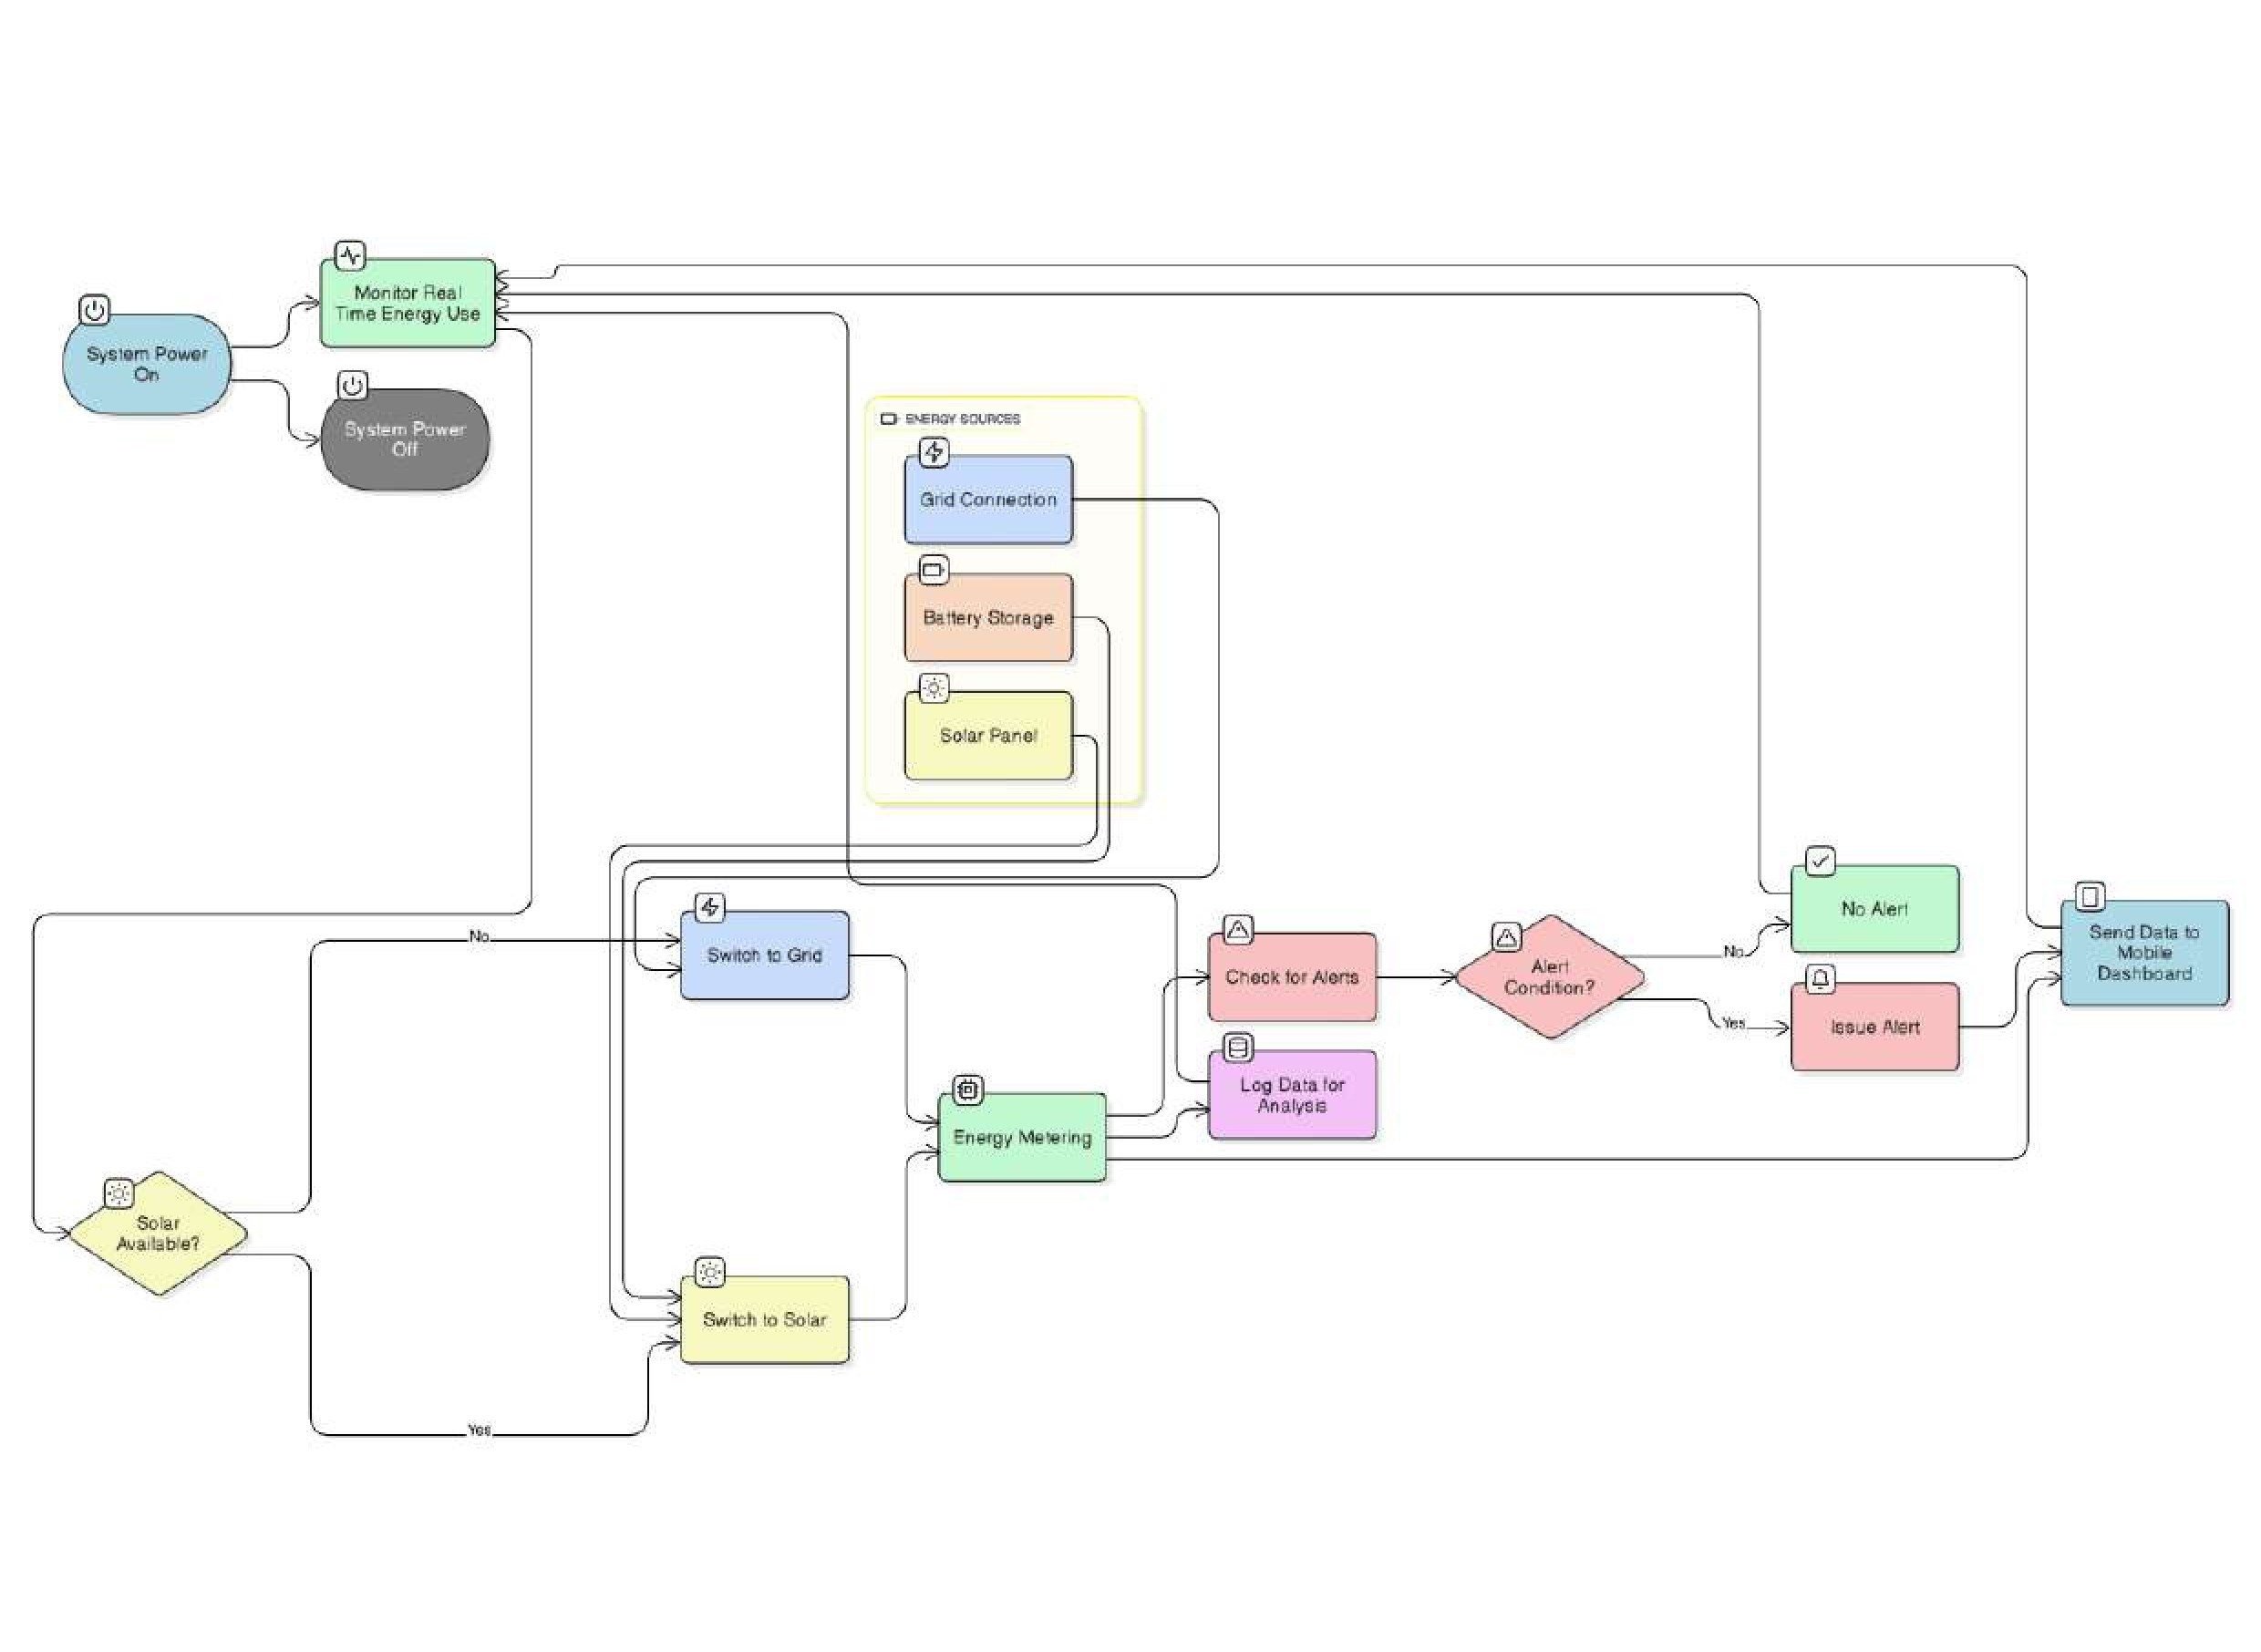 Monitor Real
Time Energy Use
System Power
On
System Power
Off
ENERGY SOURCES
Grid Connection
Battery Storage
Solar Panel
No
Switch to Grid
Check for Alerts
Alert
Condition?
No
Yes
No Alert
Issue Alert
Send Data to
Mobile
Dashboard
Log Data for
Analysis
Energy Metering
Solar
Available?
Switch to Solar
Yes